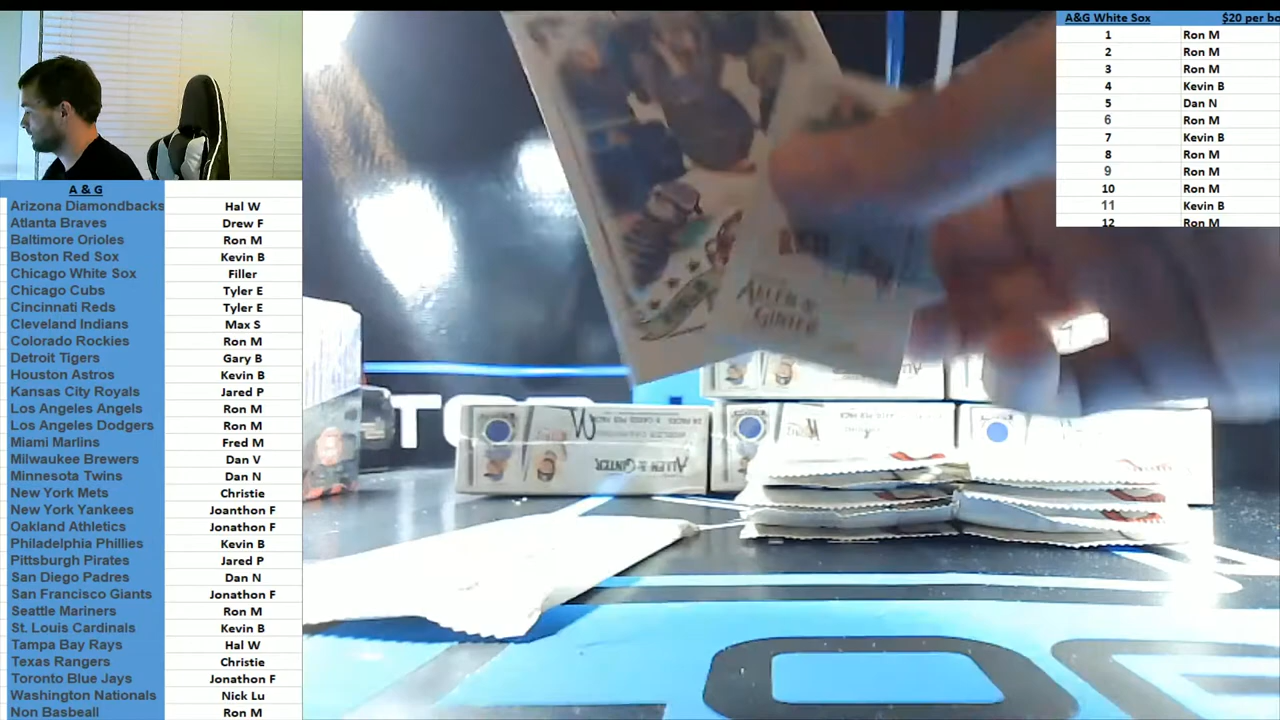 A&G White Sox $20 per bo
1 Ron M
2 Ron M
3 Ron M
4 Kevin B
5 Dan N
6 Ron M
7 Kevin B
8 Ron M
9 Ron M
10 Ron M
11 Kevin B
12 Ron M
A & G
Arizona Diamondbacks Hal W
Atlanta Braves Drew F
Baltimore Orioles Ron M
Boston Red Sox Kevin B
Chicago White Sox Filler
Chicago Cubs Tyler E
Cincinnati Reds Tyler E
Cleveland Indians Max S
Colorado Rockies Ron M
Detroit Tigers Gary B
Houston Astros Kevin B
Kansas City Royals Jared P
Los Angeles Angels Ron M
Los Angeles Dodgers Ron M
Miami Marlins Fred M
Milwaukee Brewers Dan V
Minnesota Twins Dan N
New York Mets Christie
New York Yankees Joanthon F
Oakland Athletics Jonathon F
Philadelphia Phillies Kevin B
Pittsburgh Pirates Jared P
San Diego Padres Dan N
San Francisco Giants Jonathon F
Seattle Mariners Ron M
St. Louis Cardinals Kevin B
Tampa Bay Rays Hal W
Texas Rangers Christie
Toronto Blue Jays Jonathon F
Washington Nationals Nick Lu
Non Basbeall Ron M
ALLEN &
GINTER
TOP
ALLEN & GINTER